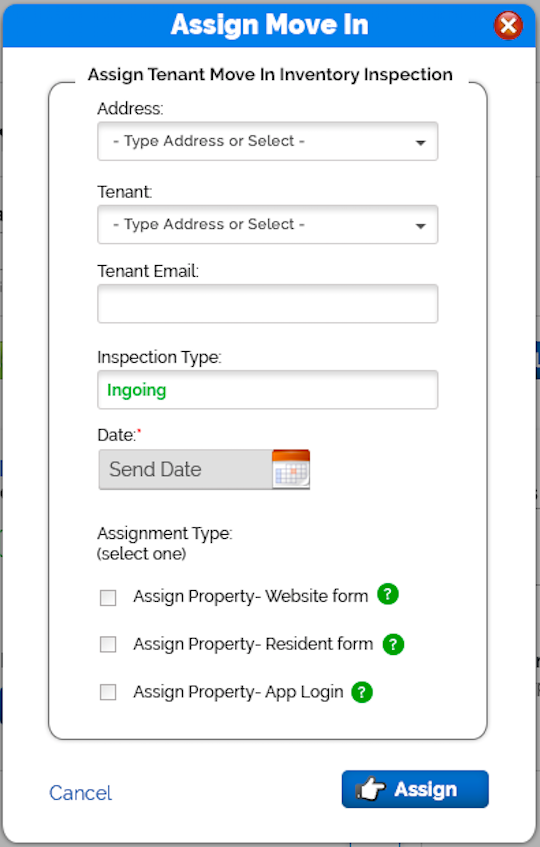 Assign Move In
Assign Tenant Move In Inventory Inspection
Address:
- Type Address or Select -
Tenant:
- Type Address or Select -
Tenant Email:
Inspection Type:
Ingoing
Date:*
Send Date
Assignment Type:
(select one)
Assign Property- Website form ?
Assign Property- Resident form ?
Assign Property- App Login ?
Cancel
Assign